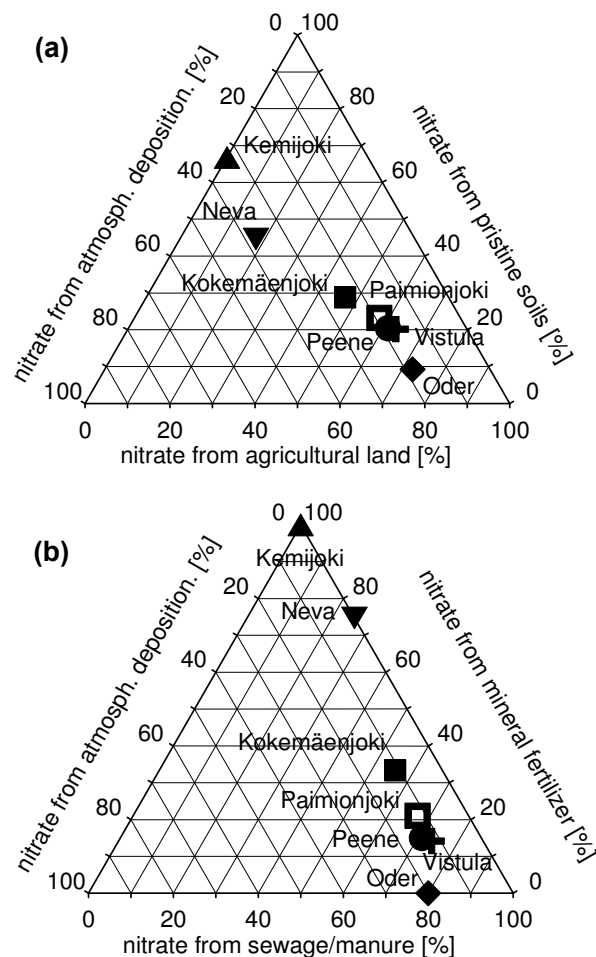 (a)
0 100
20 80
40 60
60 40
80 20
100 0
0 20 40 60 80 100
nitrate from atmosph. deposition. [%]
nitrate from pristine soils [%]
nitrate from agricultural land [%]
Kemijoki
Neva
Kokemäenjoki
Paimionjoki
Peene
Vistula
Oder
(b)
0 100
20 80
40 60
60 40
80 20
100 0
0 20 40 60 80 100
nitrate from atmosph. deposition. [%]
nitrate from mineral fertilizer [%]
nitrate from sewage/manure [%]
Kemijoki
Neva
Kokemäenjoki
Paimionjoki
Peene
Vistula
Oder